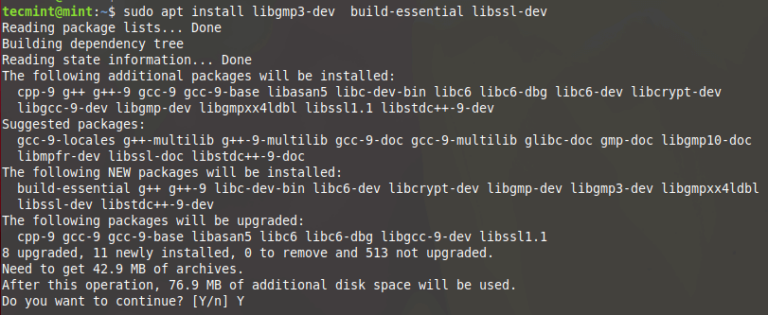 tecmint@mint:~$ sudo apt install libgmp3-dev  build-essential libssl-dev
Reading package lists... Done
Building dependency tree
Reading state information... Done
The following additional packages will be installed:
  cpp-9 g++ g++-9 gcc-9 gcc-9-base libasan5 libc-dev-bin libc6 libc6-dbg libc6-dev libcrypt-dev
  libgcc-9-dev libgmp-dev libgmpxx4ldbl libssl1.1 libstdc++-9-dev
Suggested packages:
  gcc-9-locales g++-multilib g++-9-multilib gcc-9-doc gcc-9-multilib glibc-doc gmp-doc libgmp10-doc
  libmpfr-dev libssl-doc libstdc++-9-doc
The following NEW packages will be installed:
  build-essential g++ g++-9 libc-dev-bin libc6-dev libcrypt-dev libgmp-dev libgmp3-dev libgmpxx4ldbl
  libssl-dev libstdc++-9-dev
The following packages will be upgraded:
  cpp-9 gcc-9 gcc-9-base libasan5 libc6 libc6-dbg libgcc-9-dev libssl1.1
8 upgraded, 11 newly installed, 0 to remove and 513 not upgraded.
Need to get 42.9 MB of archives.
After this operation, 76.9 MB of additional disk space will be used.
Do you want to continue? [Y/n] Y